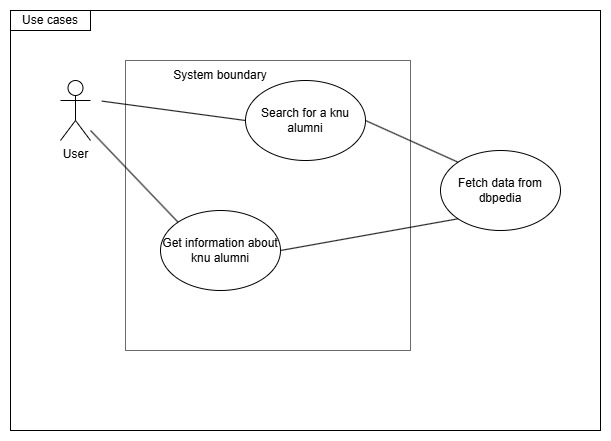 Use cases
System boundary
Search for a knu
alumni
User
Fetch data from
dbpedia
Get information about
knu alumni